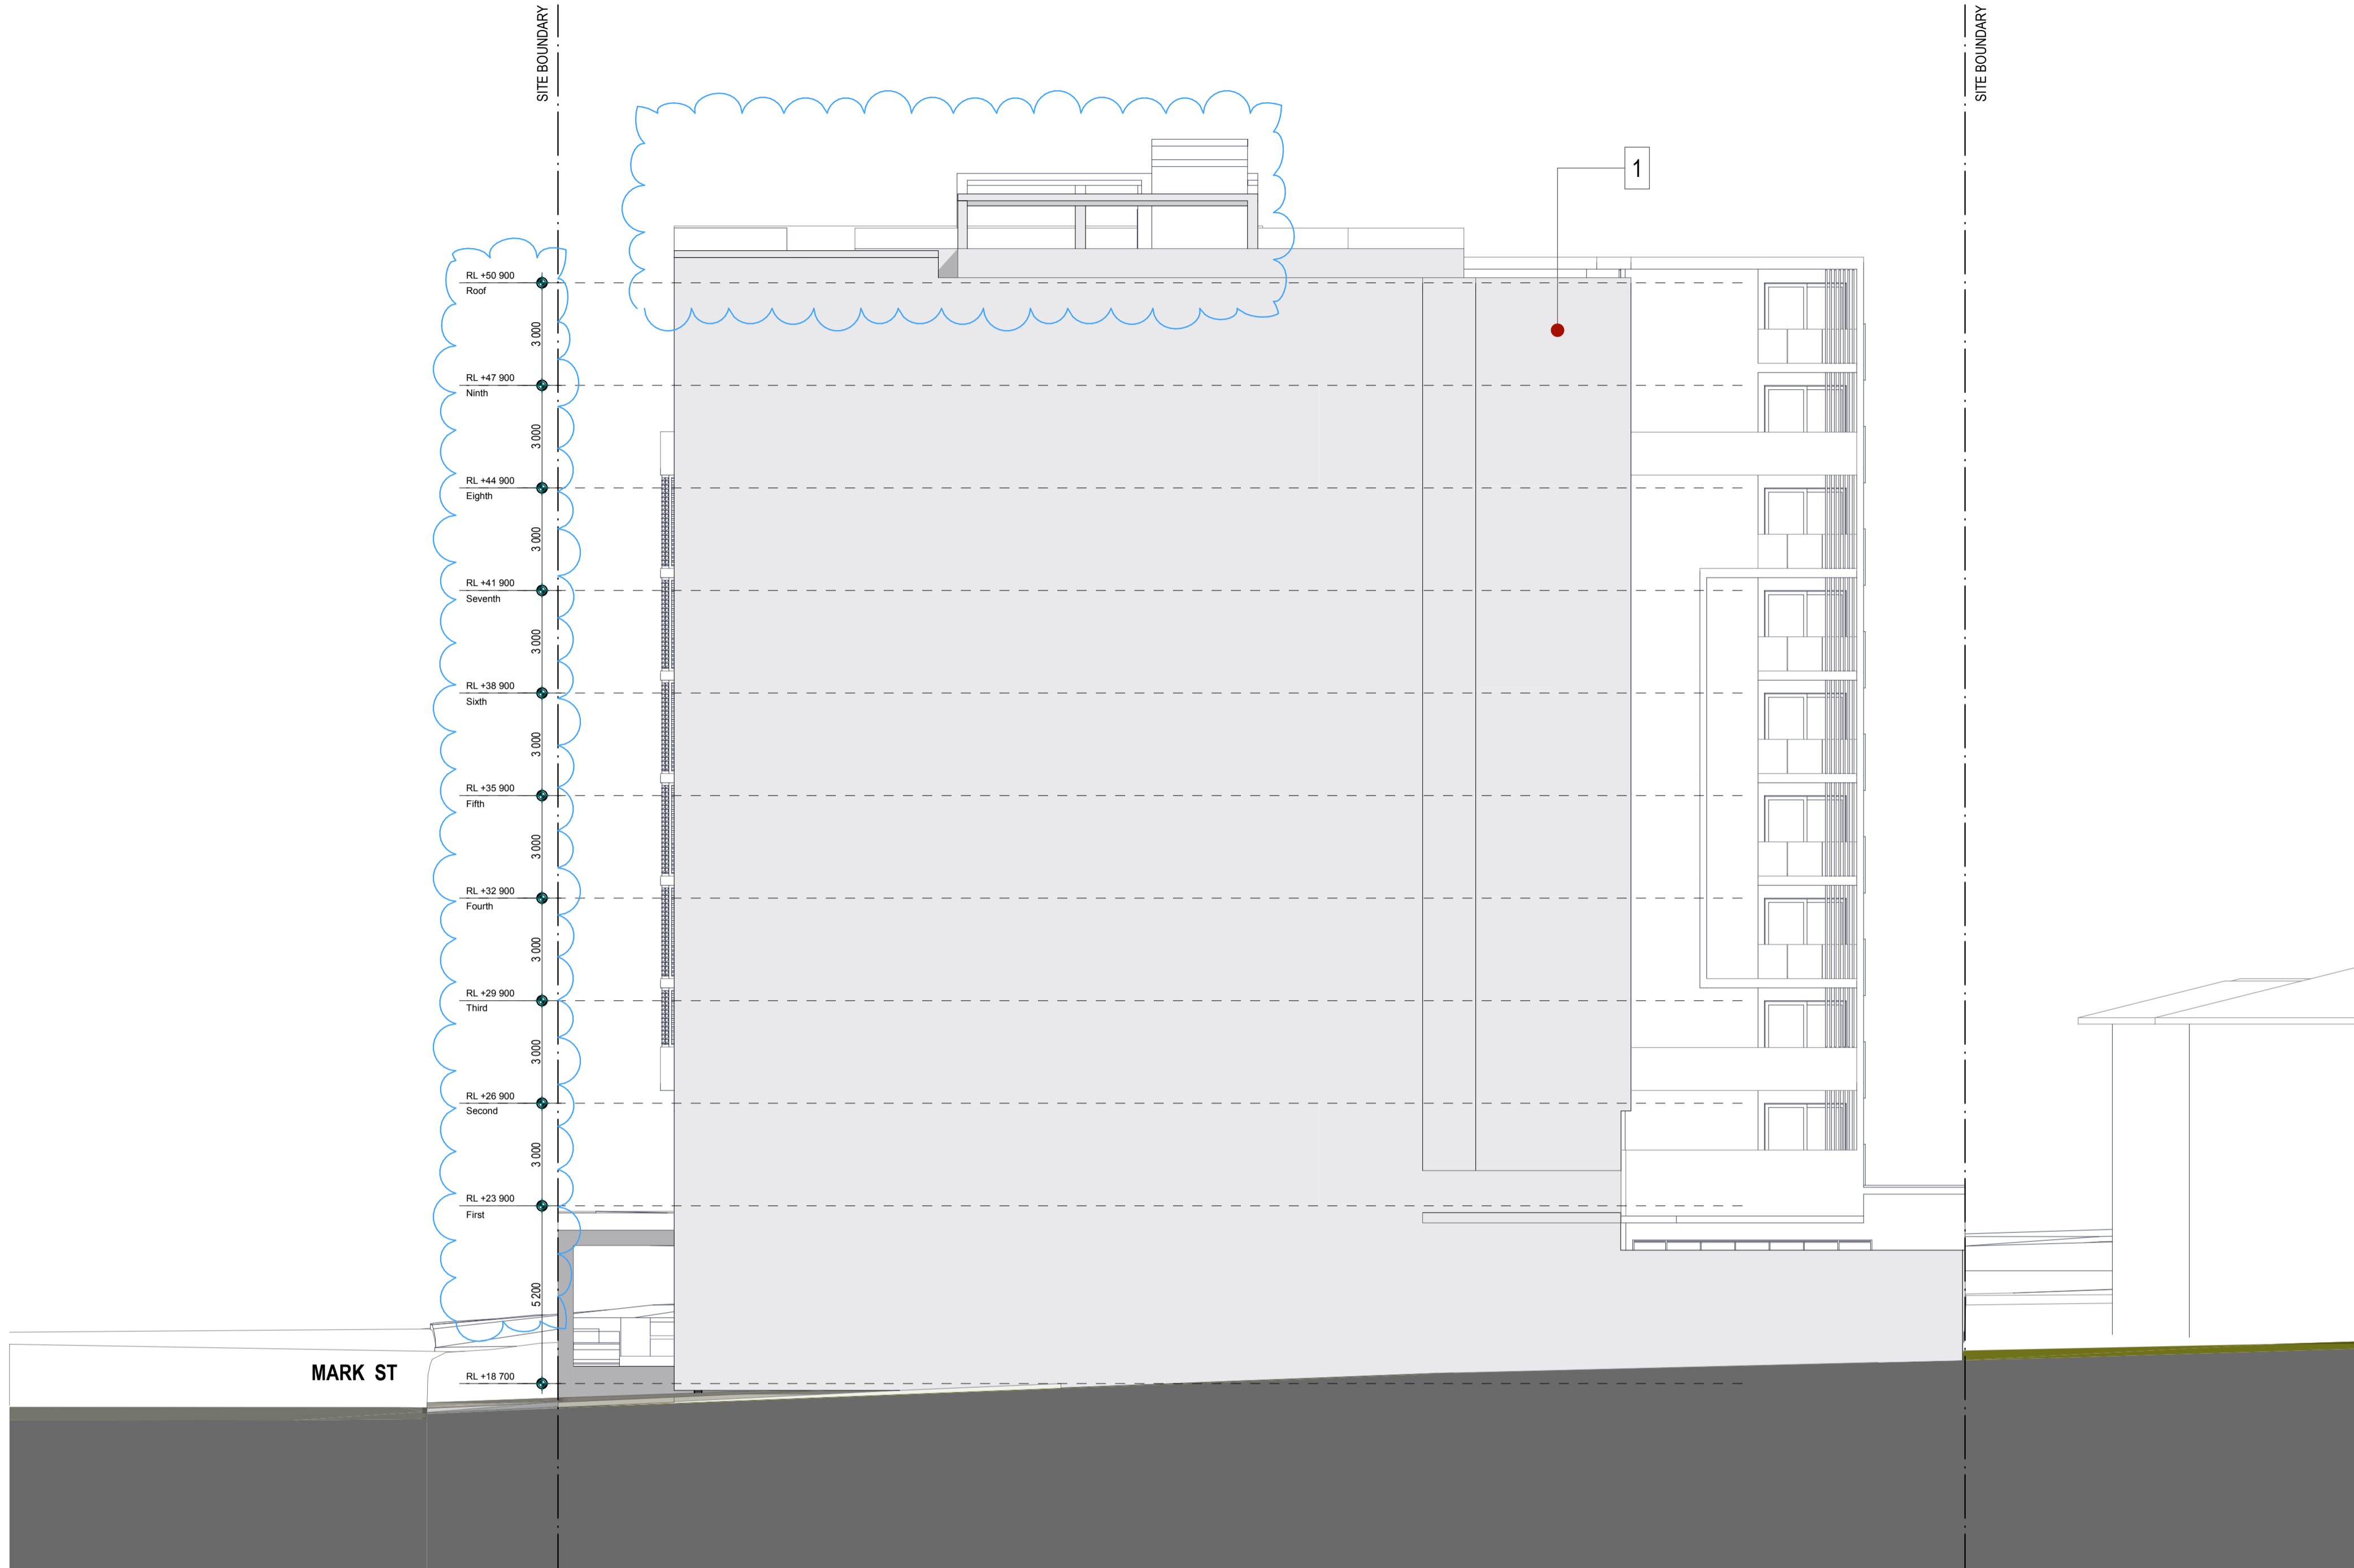 SITE BOUNDARY
SITE BOUNDARY
1
RL +50 900
Roof
3 000
RL +47 900
Ninth
3 000
RL +44 900
Eighth
3 000
RL +41 900
Seventh
3 000
RL +38 900
Sixth
3 000
RL +35 900
Fifth
3 000
RL +32 900
Fourth
3 000
RL +29 900
Third
3 000
RL +26 900
Second
3 000
RL +23 900
First
5 200
MARK ST
RL +18 700